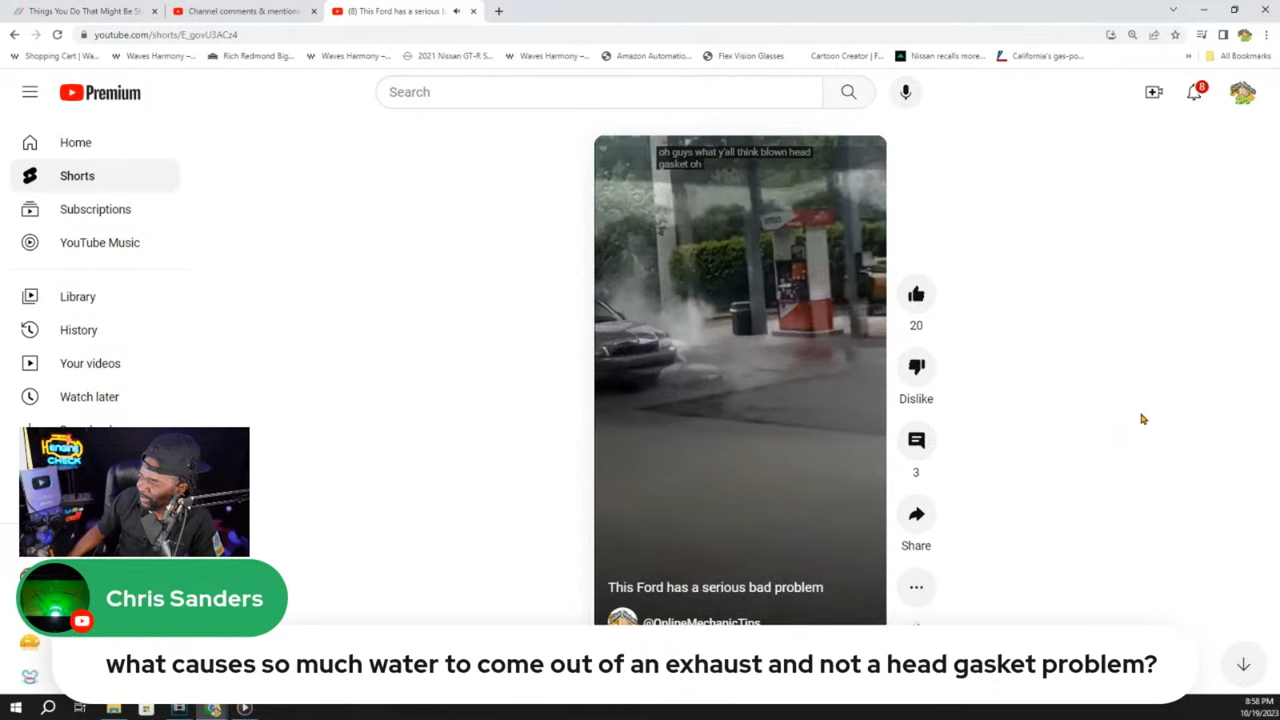 Things You Do That Might Be Si
Channel comments & mention
(8) This Ford has a serious b
youtube.com/shorts/E_govU3ACz4
Shopping Cart | Wa...
Waves Harmony –...
Rich Redmond Big...
Waves Harmony –...
2021 Nissan GT-R S...
Waves Harmony –...
Amazon Automatio...
Flex Vision Glasses
Cartoon Creator | F...
Nissan recalls more...
California's gas-po...
»
All Bookmarks
Premium
Search
8
Home
Shorts
Subscriptions
YouTube Music
Library
History
Your videos
Watch later
oh guys what y'all think blown head
gasket oh
20
Dislike
3
Share
This Ford has a serious bad problem
@OnlineMechanicTips
ENGINE
CHECK
Chris Sanders
what causes so much water to come out of an exhaust and not a head gasket problem?
8:58 PM
10/19/2023